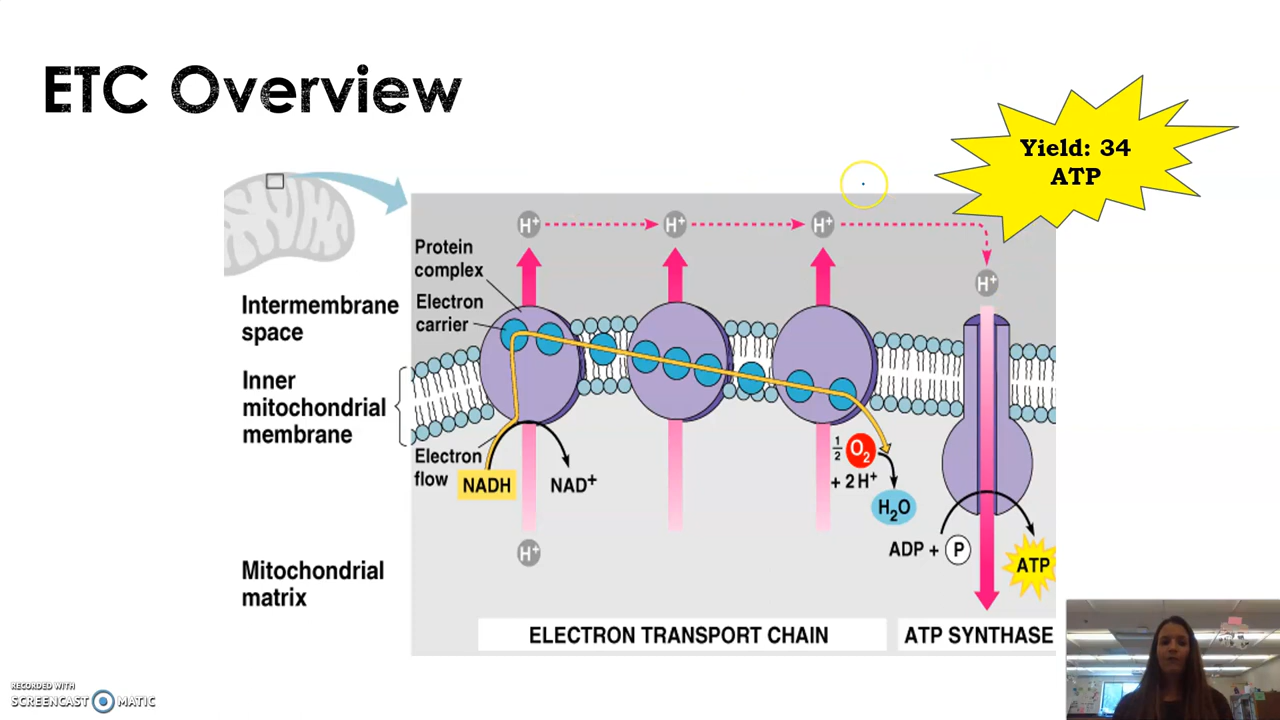 ETC Overview
Yield: 34
ATP
H+
H+
H+
H+
Protein
complex
Electron
carrier
Intermembrane
space
Inner
mitochondrial
membrane
Electron
flow
NADH
NAD+
1/2 O2
+ 2H+
H2O
ADP + P
ATP
H+
Mitochondrial
matrix
ELECTRON TRANSPORT CHAIN
ATP SYNTHASE
RECORDED WITH
SCREENCAST MATIC